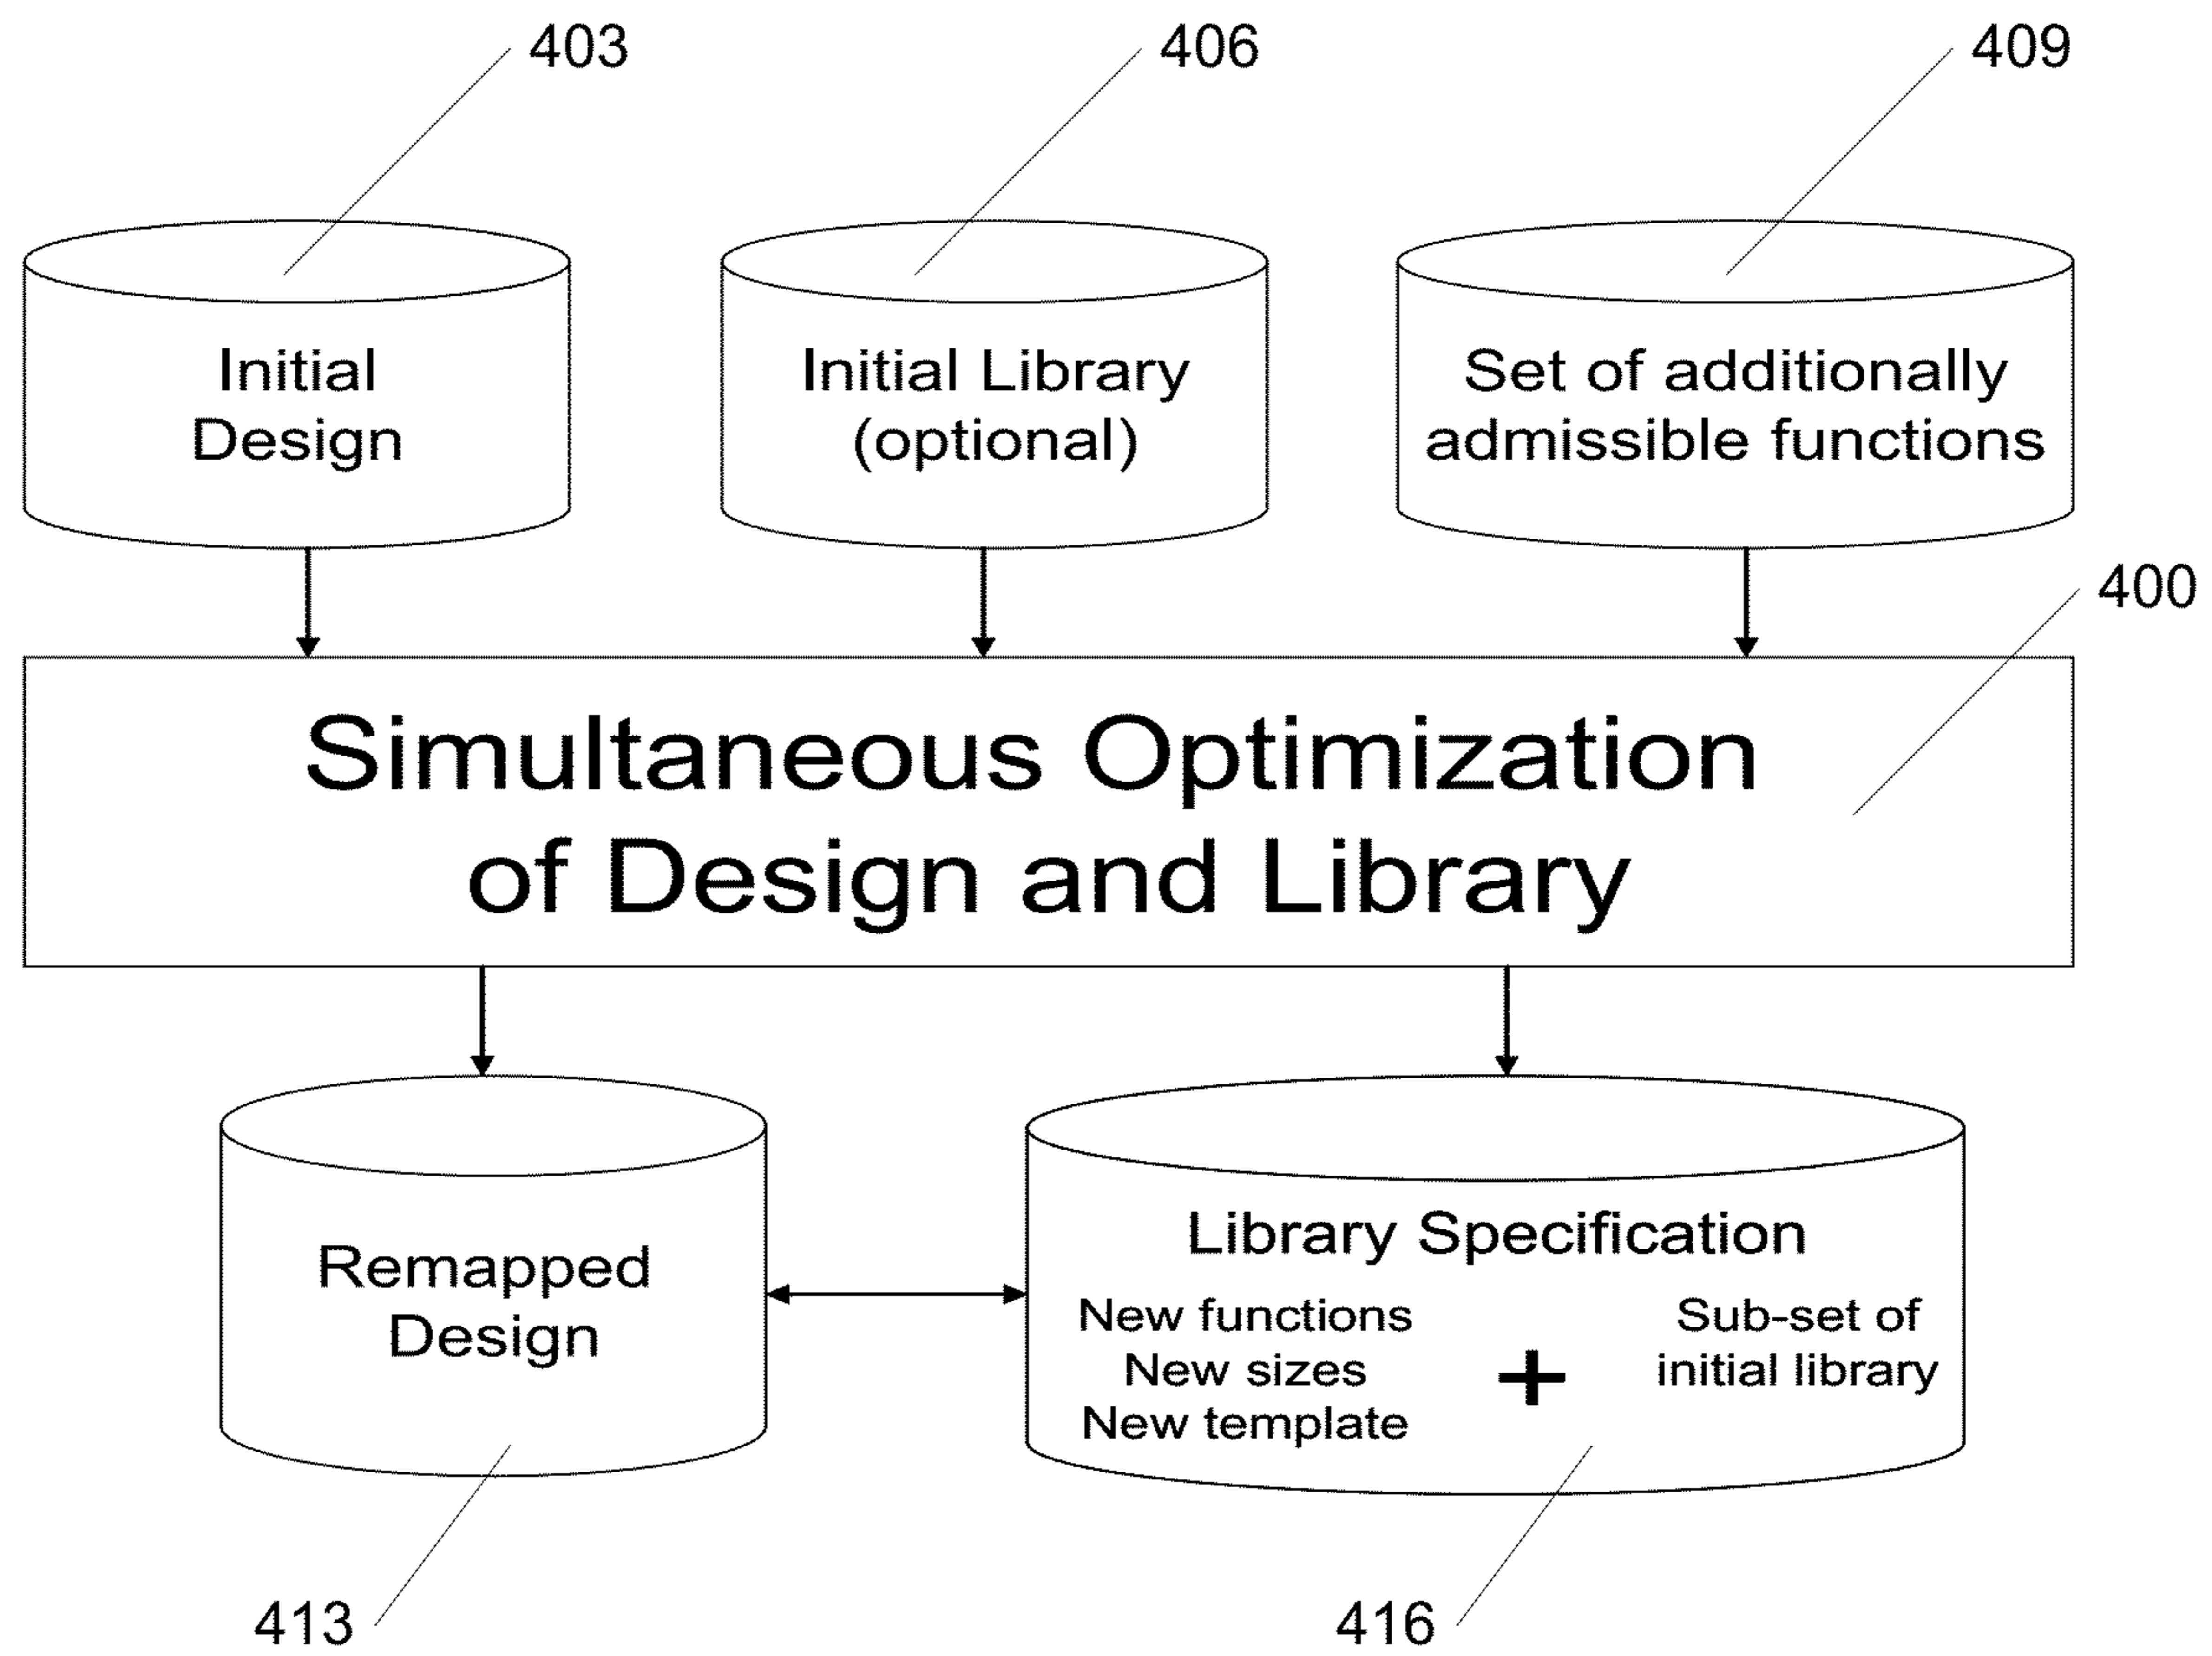 403
406
409
Initial
Design
Initial Library
(optional)
Set of additionally
admissible functions
400
Simultaneous Optimization
of Design and Library
Remapped
Design
Library Specification
New functions
New sizes
New template
+
Sub-set of
initial library
413
416